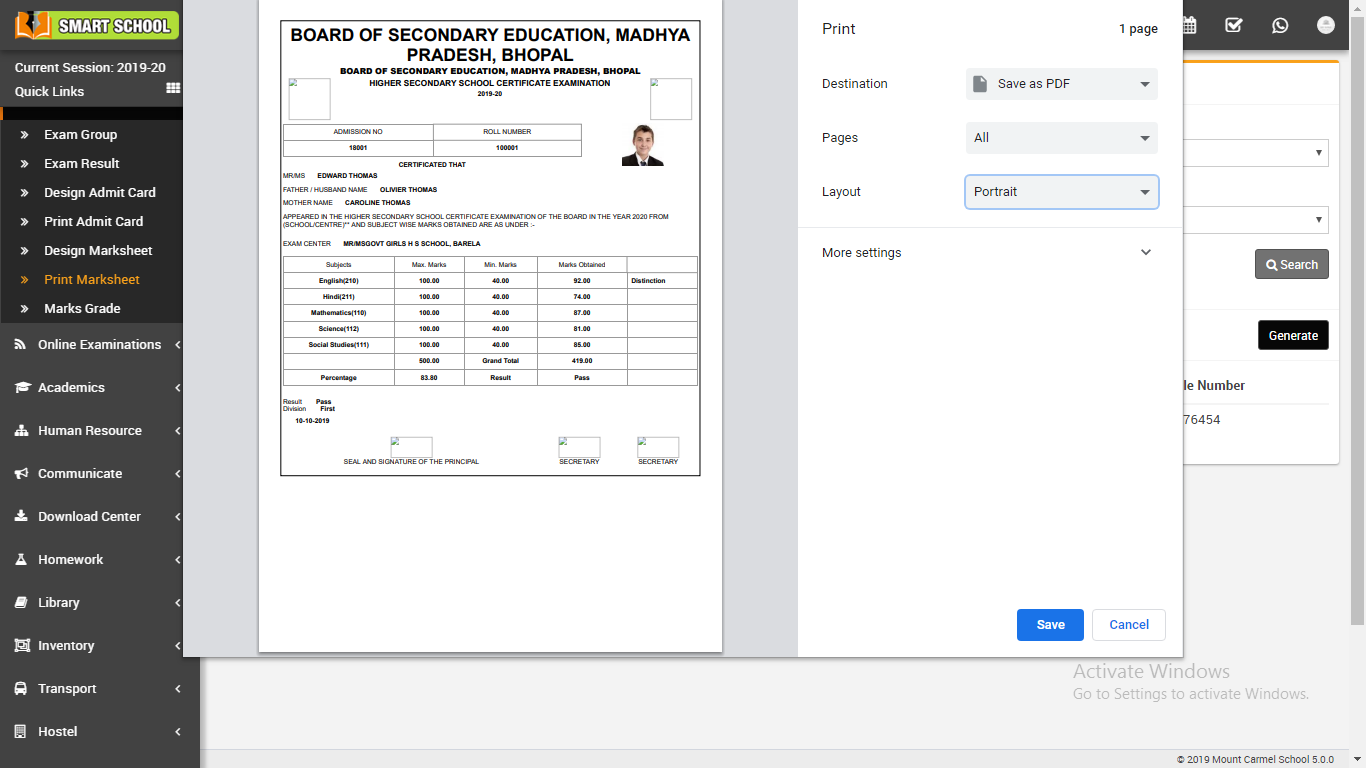 SMART SCHOOL
Current Session: 2019-20
Quick Links
Exam Group
Exam Result
Design Admit Card
Print Admit Card
Design Marksheet
Print Marksheet
Marks Grade
Online Examinations
Academics
Human Resource
Communicate
Download Center
Homework
Library
Inventory
Transport
Hostel
BOARD OF SECONDARY EDUCATION, MADHYA
PRADESH, BHOPAL
BOARD OF SECONDARY EDUCATION, MADHYA PRADESH, BHOPAL
HIGHER SECONDARY SCHOOL CERTIFICATE EXAMINATION
2019-20
ADMISSION NO ROLL NUMBER
18001 100001
CERTIFICATED THAT
MR/MS EDWARD THOMAS
FATHER / HUSBAND NAME OLIVIER THOMAS
MOTHER NAME CAROLINE THOMAS
APPEARED IN THE HIGHER SECONDARY SCHOOL CERTIFICATE EXAMINATION OF THE BOARD IN THE YEAR 2020 FROM
(SCHOOL/CENTRE)** AND SUBJECT WISE MARKS OBTAINED ARE AS UNDER :-
EXAM CENTER MR/MSGOVT GIRLS H S SCHOOL, BARELA
Subjects Max. Marks Min. Marks Marks Obtained
English(210) 100.00 40.00 92.00 Distinction
Hindi(211) 100.00 40.00 74.00
Mathematics(110) 100.00 40.00 87.00
Science(112) 100.00 40.00 81.00
Social Studies(111) 100.00 40.00 85.00
500.00 Grand Total 419.00
Percentage 83.80 Result Pass
Result Pass
Division First
10-10-2019
SEAL AND SIGNATURE OF THE PRINCIPAL SECRETARY SECRETARY
Print 1 page
Destination Save as PDF
Pages All
Layout Portrait
More settings
Save Cancel
Search
Generate
le Number
76454
Activate Windows
Go to Settings to activate Windows.
© 2019 Mount Carmel School 5.0.0